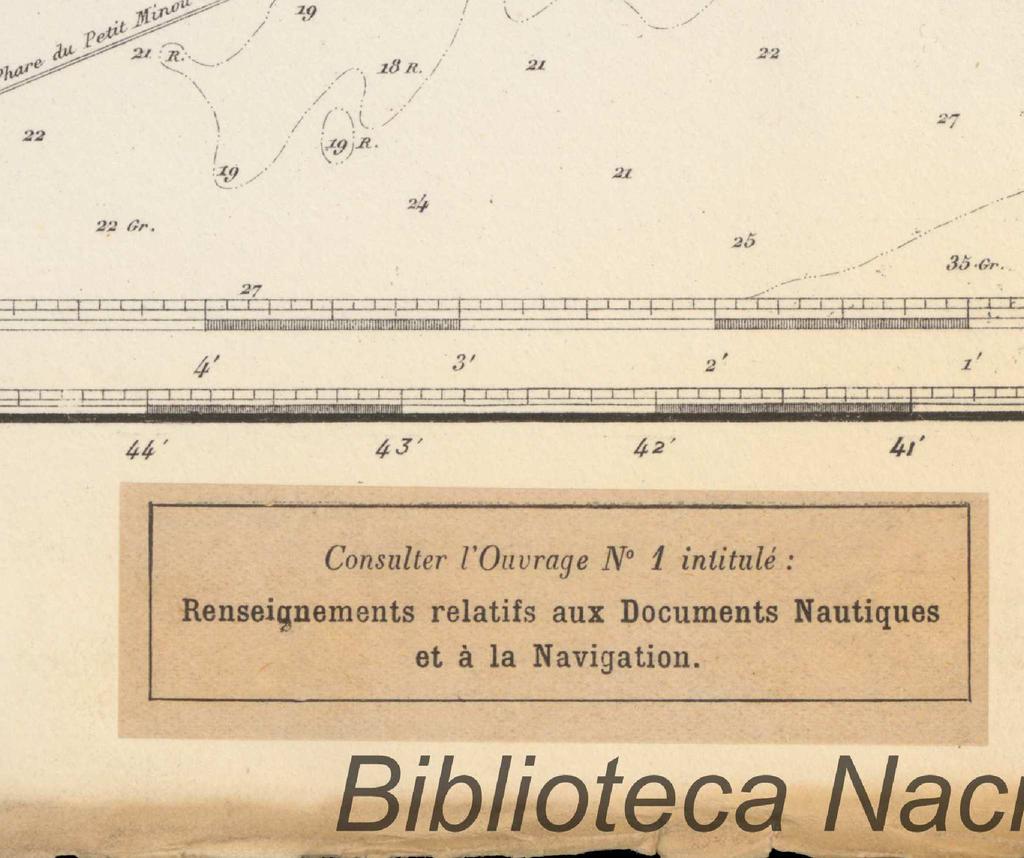 Phare du Petit Minou
19
21 R.
18 R.
21
22
22
19 R.
27
19
21
24
22 Gr.
25
35 Gr.
27
4' 3' 2' 1'
44' 43' 42' 41'
Consulter l'Ouvrage Nº 1 intitulé :
Renseignements relatifs aux Documents Nautiques
et à la Navigation.
Biblioteca Naci